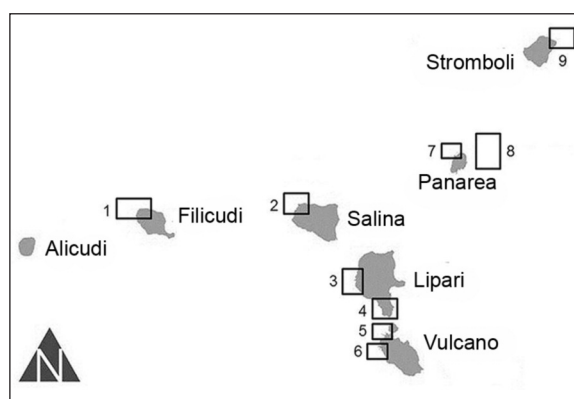 Stromboli
9
7
8
Panarea
1
Filicudi
2
Salina
Alicudi
3
Lipari
4
5
Vulcano
6
N